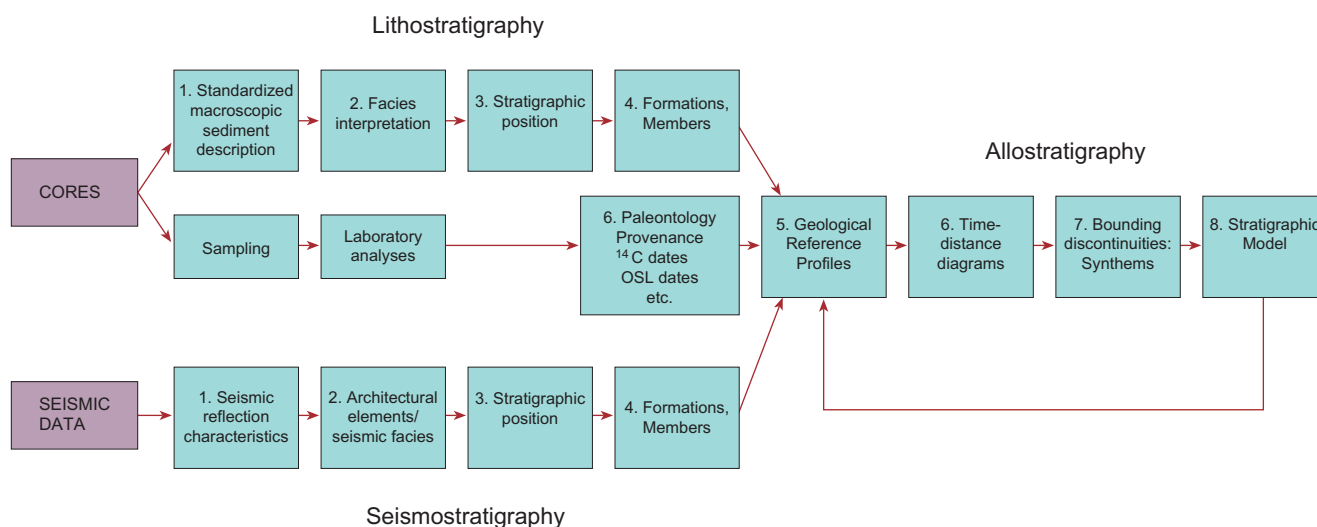 Lithostratigraphy
1. Standardized
macroscopic
sediment
description
2. Facies
interpretation
3. Stratigraphic
position
4. Formations,
Members
Allostratigraphy
CORES
Sampling
Laboratory
analyses
6. Paleontology
Provenance
¹⁴C dates
OSL dates
etc.
5. Geological
Reference
Profiles
6. Time-
distance
diagrams
7. Bounding
discontinuities:
Synthems
8. Stratigraphic
Model
SEISMIC
DATA
1. Seismic
reflection
characteristics
2. Architectural
elements/
seismic facies
3. Stratigraphic
position
4. Formations,
Members
Seismostratigraphy